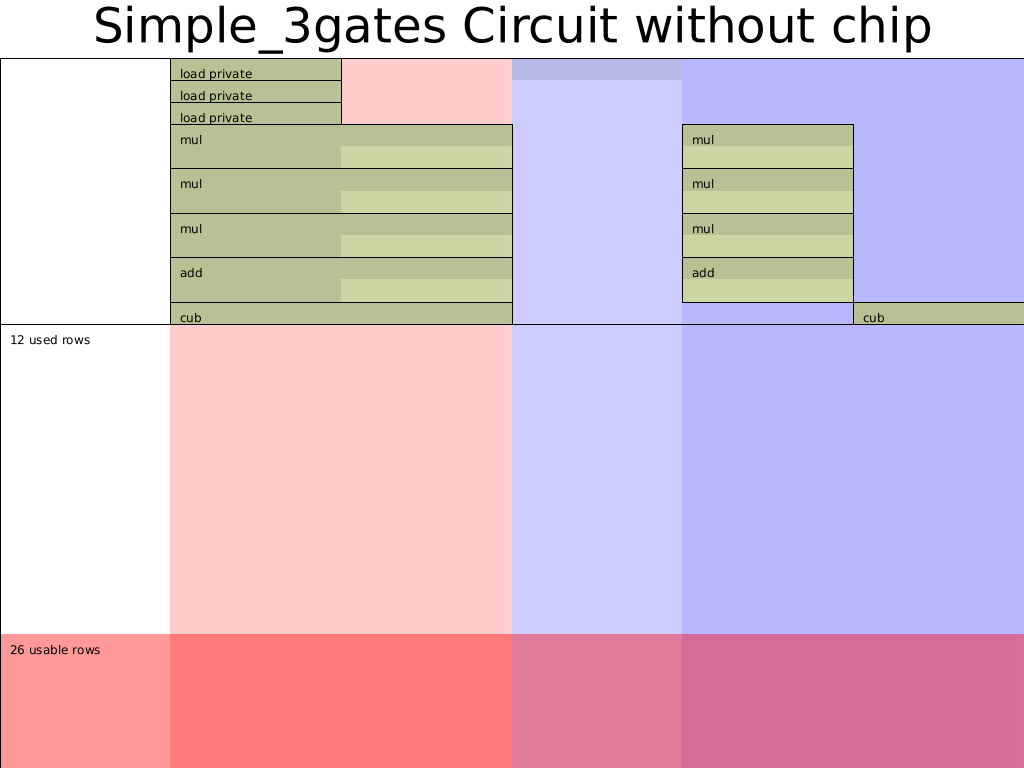 Simple_3gates Circuit without chip
load private
load private
load private
mul
mul
mul
mul
mul
mul
add
add
cub
cub
12 used rows
26 usable rows